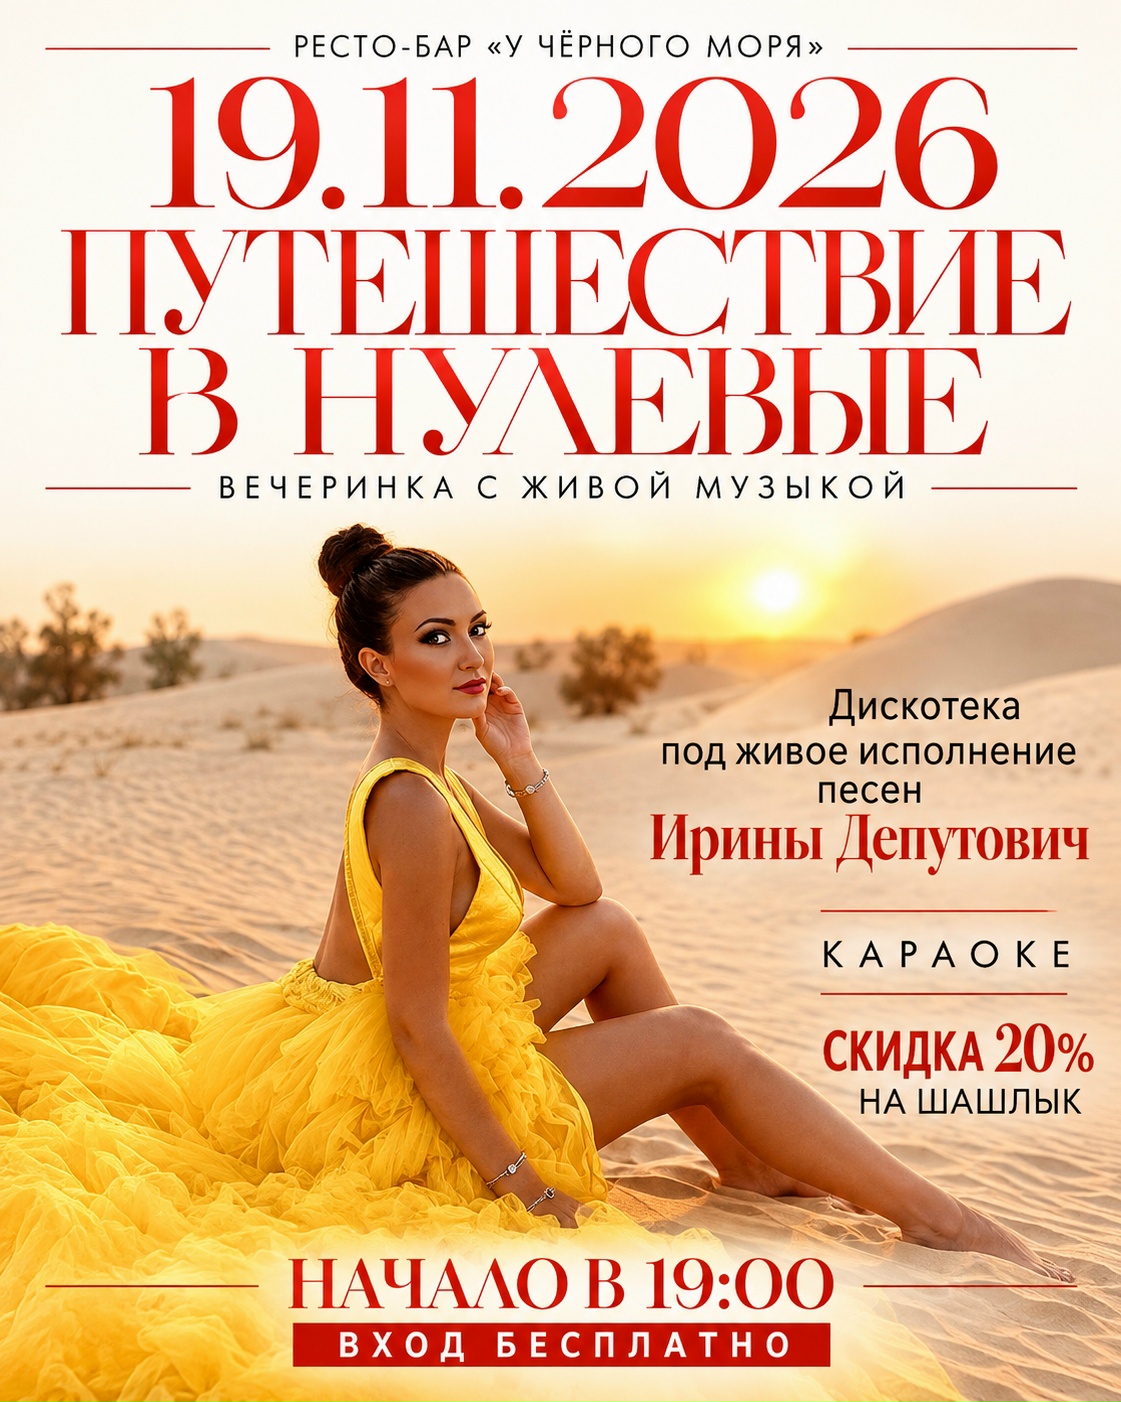 РЕСТО-БАР «У ЧЁРНОГО МОРЯ»
19.11.2026
ПУТЕШЕСТВИЕ
В НУЛЕВЫЕ
ВЕЧЕРИНКА С ЖИВОЙ МУЗЫКОЙ
Дискотека
под живое исполнение
песен
Ирины Депутович
КАРАОКЕ
СКИДКА 20%
НА ШАШЛЫК
НАЧАЛО В 19:00
ВХОД БЕСПЛАТНО